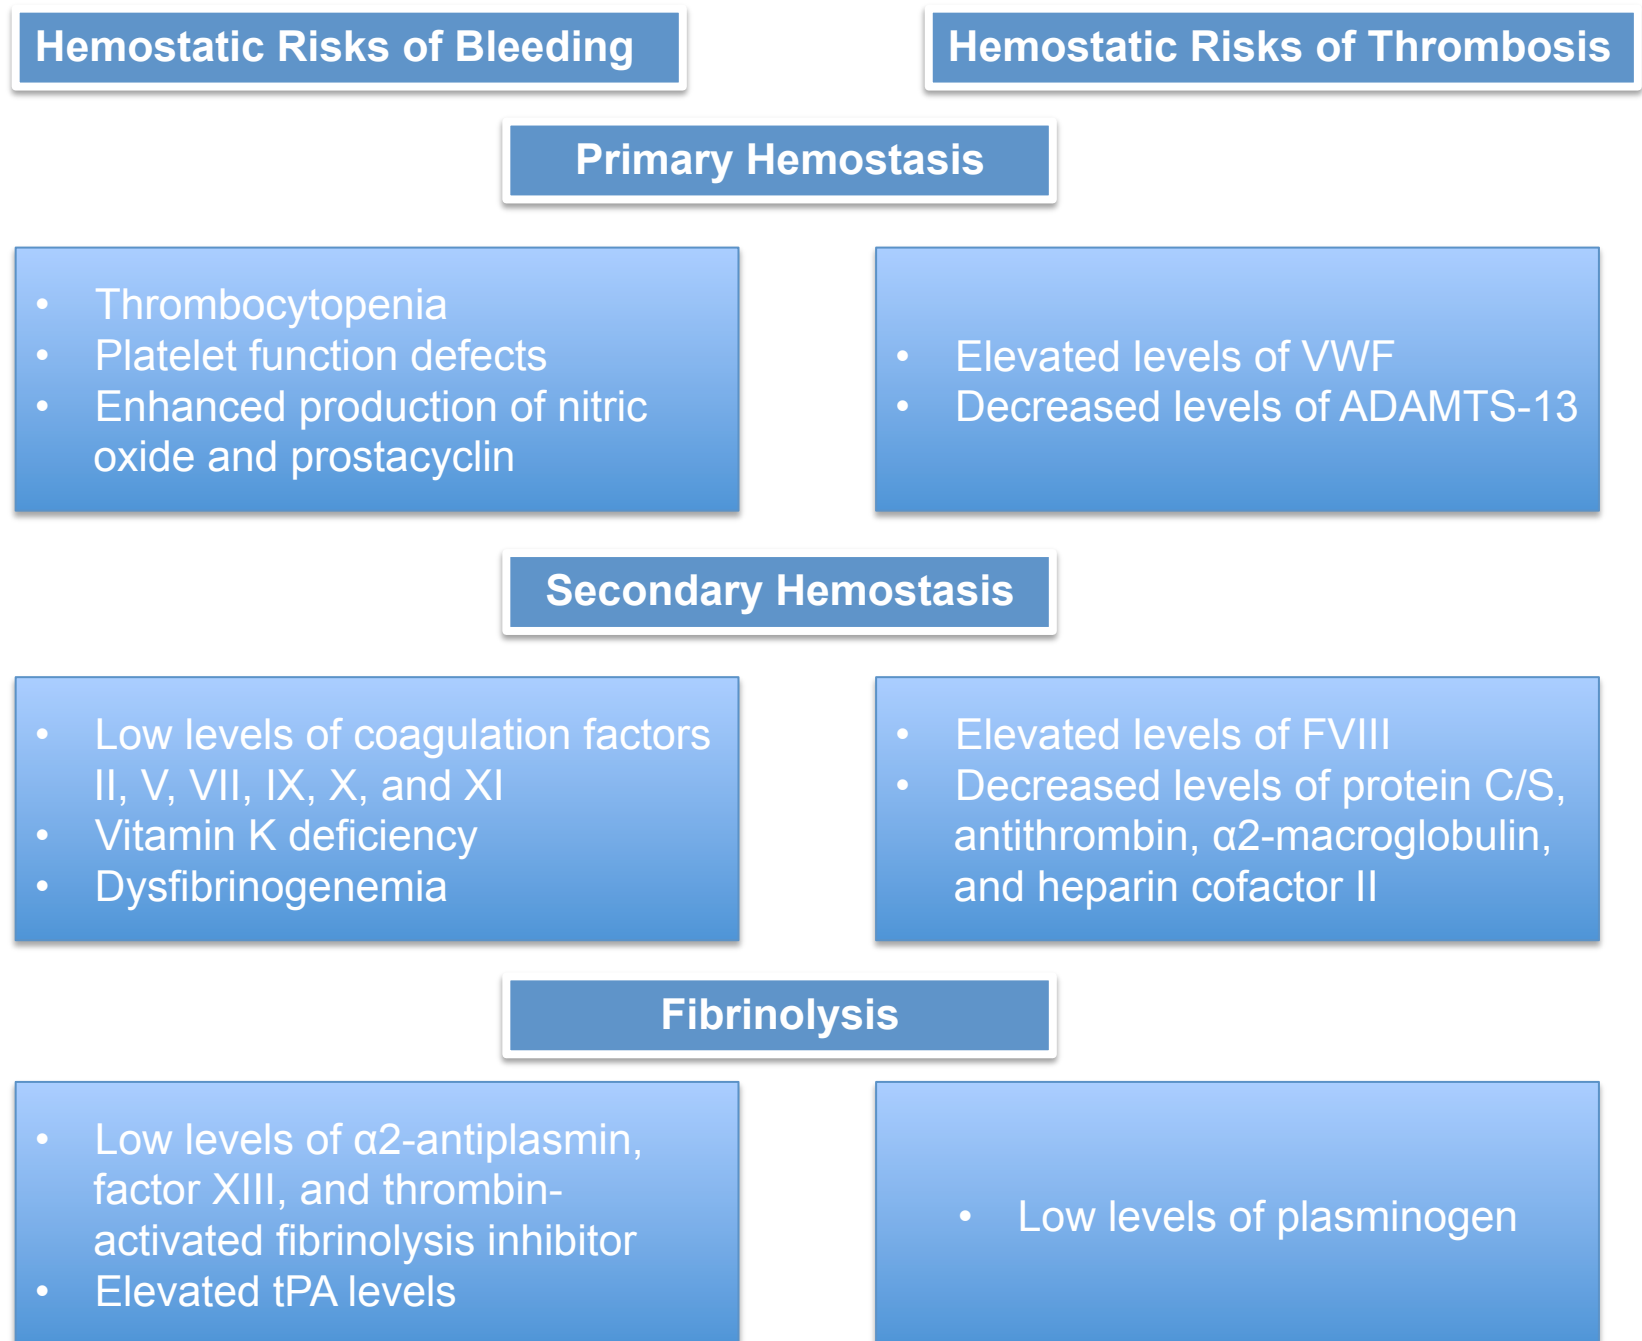 Hemostatic Risks of Bleeding
Hemostatic Risks of Thrombosis
Primary Hemostasis
• Thrombocytopenia
• Platelet function defects
• Enhanced production of nitric
oxide and prostacyclin
• Elevated levels of VWF
• Decreased levels of ADAMTS-13
Secondary Hemostasis
• Low levels of coagulation factors
II, V, VII, IX, X, and XI
• Vitamin K deficiency
• Dysfibrinogenemia
• Elevated levels of FVIII
• Decreased levels of protein C/S,
antithrombin, α2-macroglobulin,
and heparin cofactor II
Fibrinolysis
• Low levels of α2-antiplasmin,
factor XIII, and thrombin-
activated fibrinolysis inhibitor
• Elevated tPA levels
• Low levels of plasminogen